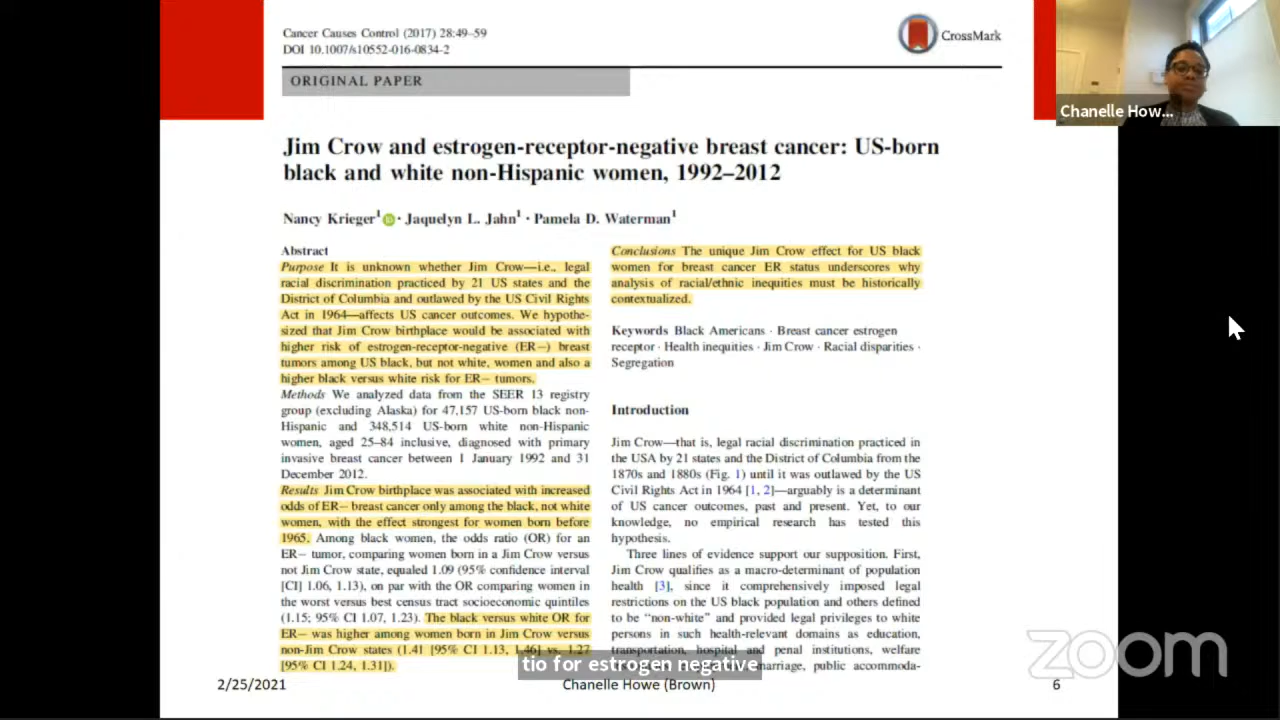 Cancer Causes Control (2017) 28:49–59
DOI 10.1007/s10552-016-0834-2
CrossMark
ORIGINAL PAPER
Chanelle How...
Jim Crow and estrogen-receptor-negative breast cancer: US-born
black and white non-Hispanic women, 1992–2012
Nancy Krieger1 iD · Jaquelyn L. Jahn1 · Pamela D. Waterman1
Abstract
Purpose It is unknown whether Jim Crow—i.e., legal
racial discrimination practiced by 21 US states and the
District of Columbia and outlawed by the US Civil Rights
Act in 1964—affects US cancer outcomes. We hypothe-
sized that Jim Crow birthplace would be associated with
higher risk of estrogen-receptor-negative (ER−) breast
tumors among US black, but not white, women and also a
higher black versus white risk for ER− tumors.
Methods We analyzed data from the SEER 13 registry
group (excluding Alaska) for 47,157 US-born black non-
Hispanic and 348,514 US-born white non-Hispanic
women, aged 25–84 inclusive, diagnosed with primary
invasive breast cancer between 1 January 1992 and 31
December 2012.
Results Jim Crow birthplace was associated with increased
odds of ER− breast cancer only among the black, not white
women, with the effect strongest for women born before
1965. Among black women, the odds ratio (OR) for an
ER− tumor, comparing women born in a Jim Crow versus
not Jim Crow state, equaled 1.09 (95% confidence interval
[CI] 1.06, 1.13), on par with the OR comparing women in
the worst versus best census tract socioeconomic quintiles
(1.15; 95% CI 1.07, 1.23). The black versus white OR for
ER− was higher among women born in Jim Crow versus
non-Jim Crow states (1.41 [95% CI 1.13, 1.46] vs. 1.27
[95% CI 1.24, 1.31]).
Conclusions The unique Jim Crow effect for US black
women for breast cancer ER status underscores why
analysis of racial/ethnic inequities must be historically
contextualized.
Keywords Black Americans · Breast cancer estrogen
receptor · Health inequities · Jim Crow · Racial disparities ·
Segregation
Introduction
Jim Crow—that is, legal racial discrimination practiced in
the USA by 21 states and the District of Columbia from the
1870s and 1880s (Fig. 1) until it was outlawed by the US
Civil Rights Act in 1964 [1, 2]—arguably is a determinant
of US cancer outcomes, past and present. Yet, to our
knowledge, no empirical research has tested this
hypothesis.
Three lines of evidence support our supposition. First,
Jim Crow qualifies as a macro-determinant of population
health [3], since it comprehensively imposed legal
restrictions on the US black population and others defined
to be “non-white” and provided legal privileges to white
persons in such health-relevant domains as education,
transportation, hospital and penal institutions, welfare
marriage, public accommoda-
tio for estrogen negative
zoom
2/25/2021
Chanelle Howe (Brown)
6